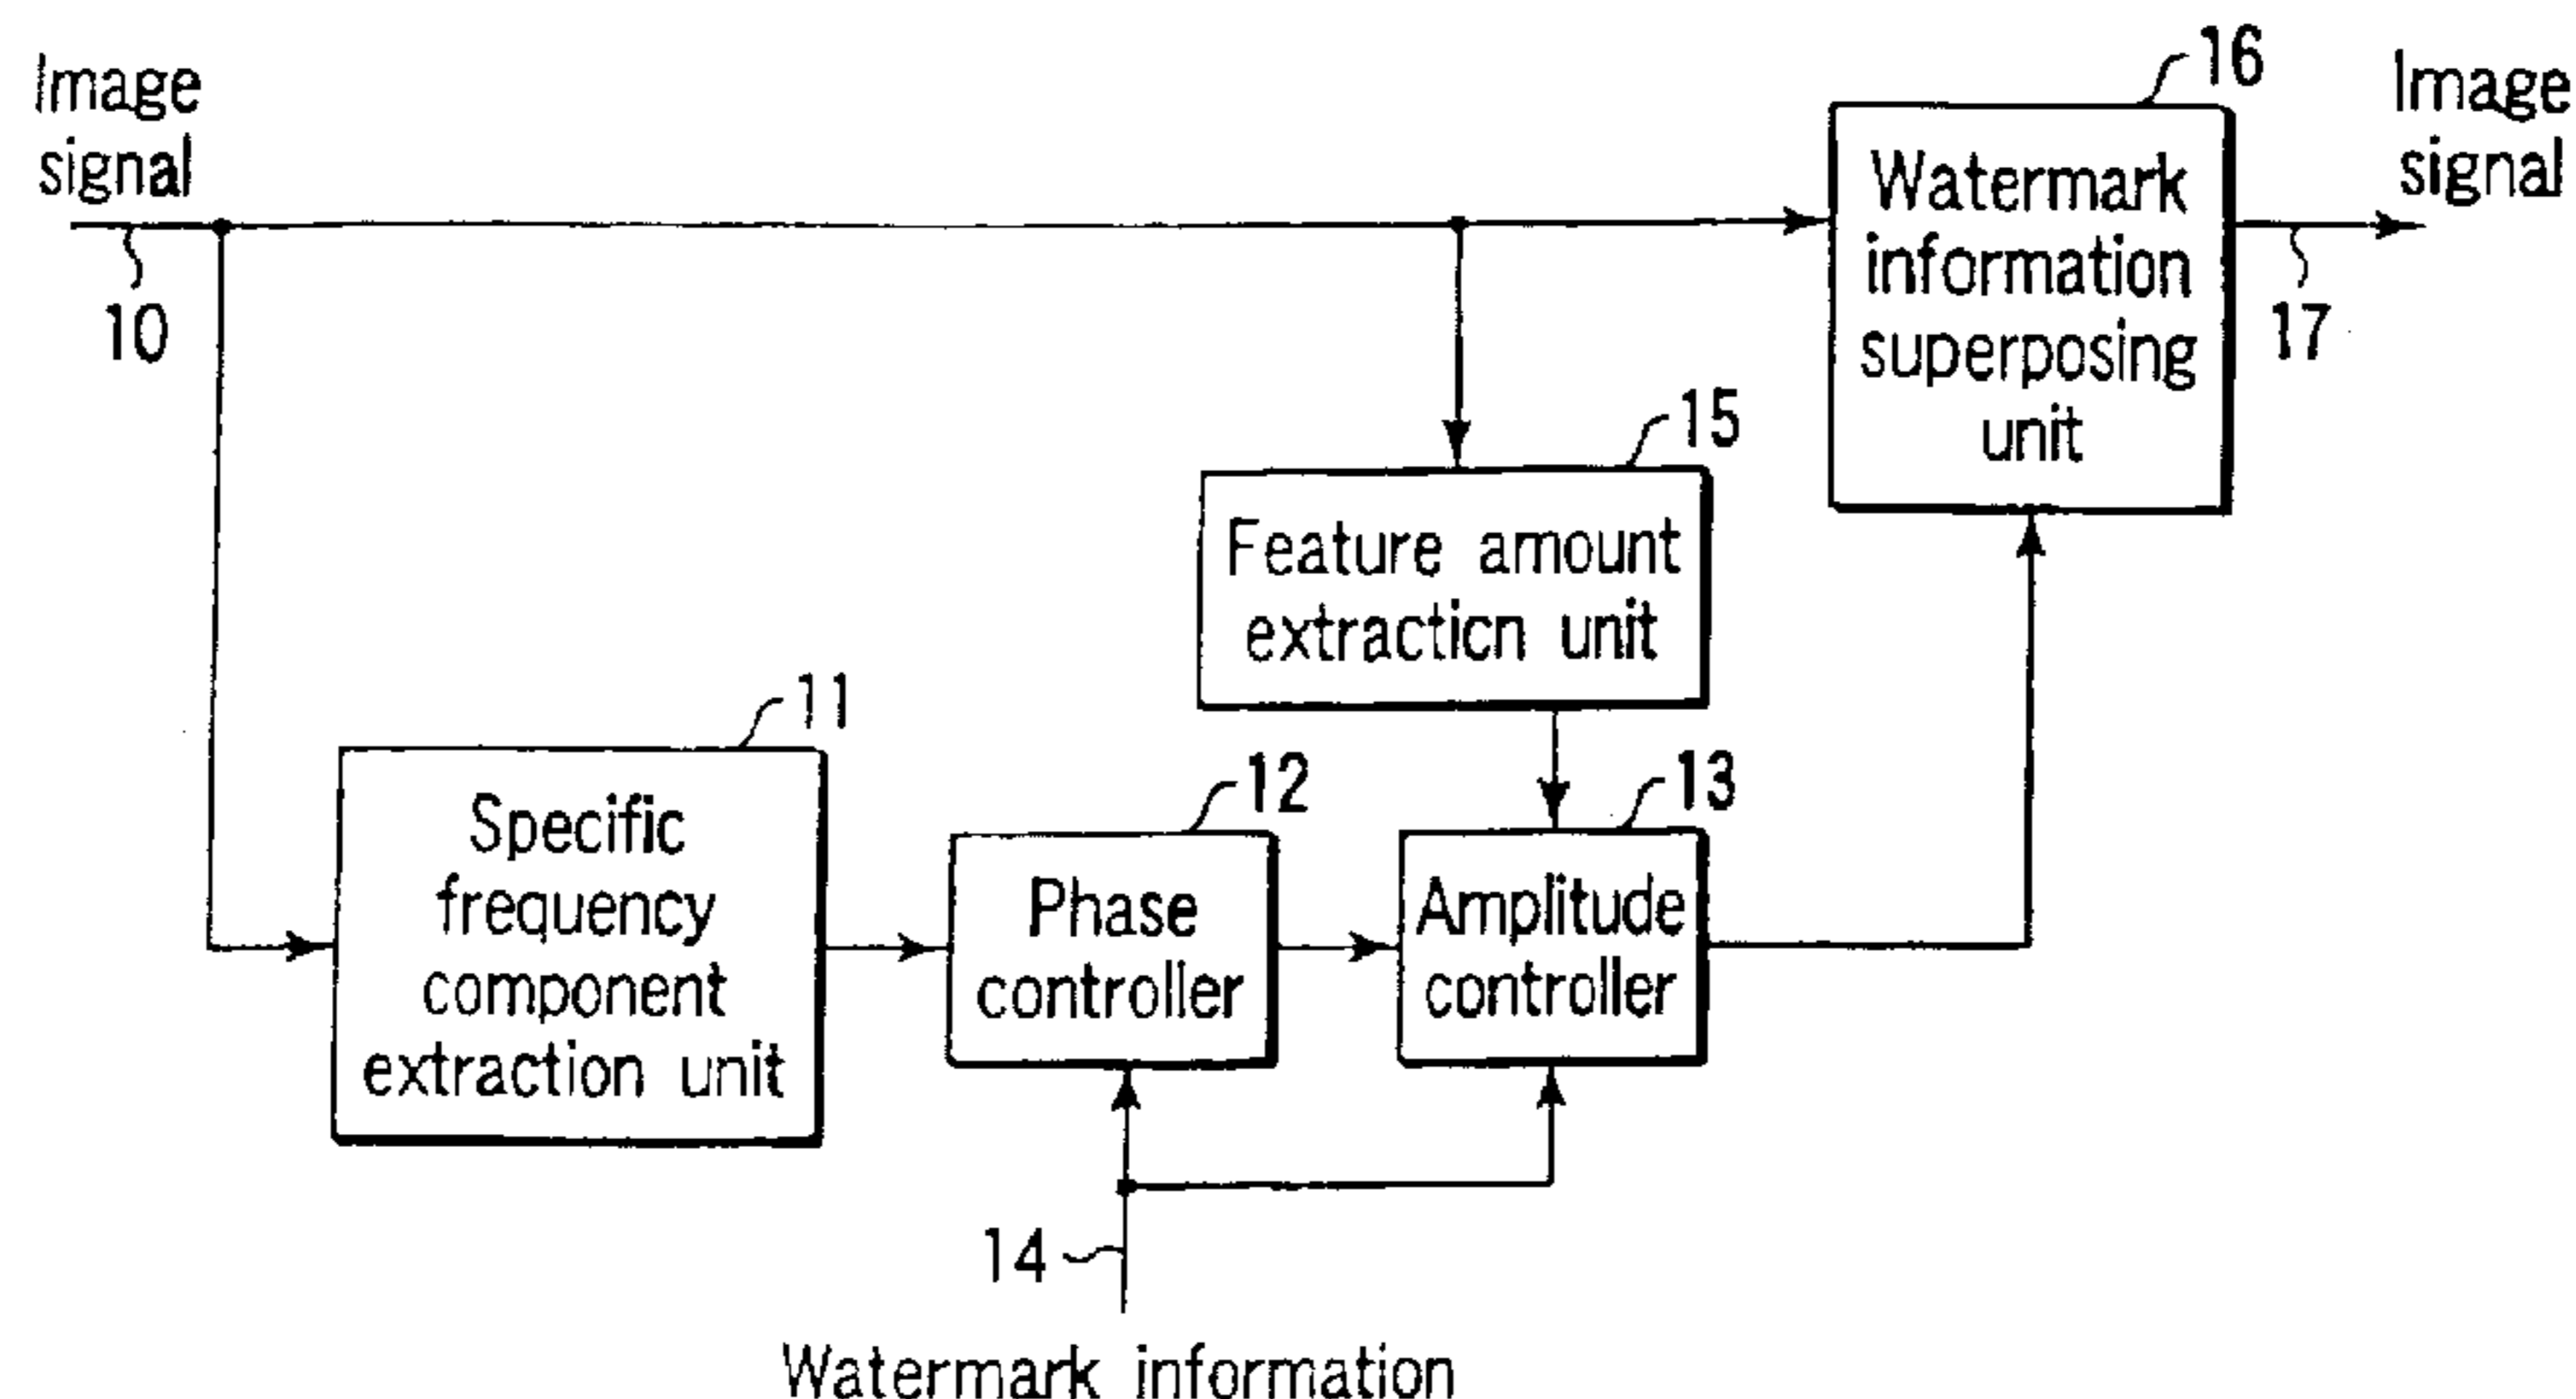 Image
signal
10
16
Watermark
information
superposing
unit
Image
signal
17
15
Feature amount
extraction unit
11
Specific
frequency
component
extraction unit
12
Phase
controller
13
Amplitude
controller
14
Watermark information